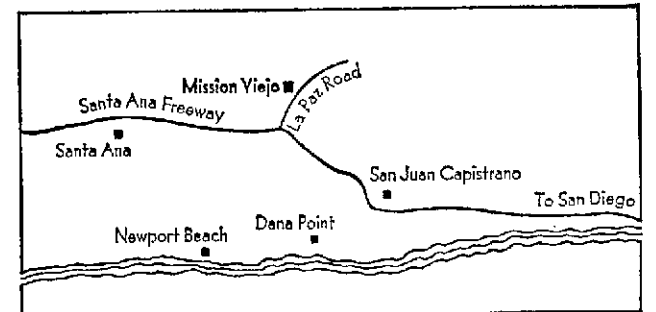 Mission Viejo
La Paz Road
Santa Ana Freeway
Santa Ana
San Juan Capistrano
To San Diego
Dana Point
Newport Beach